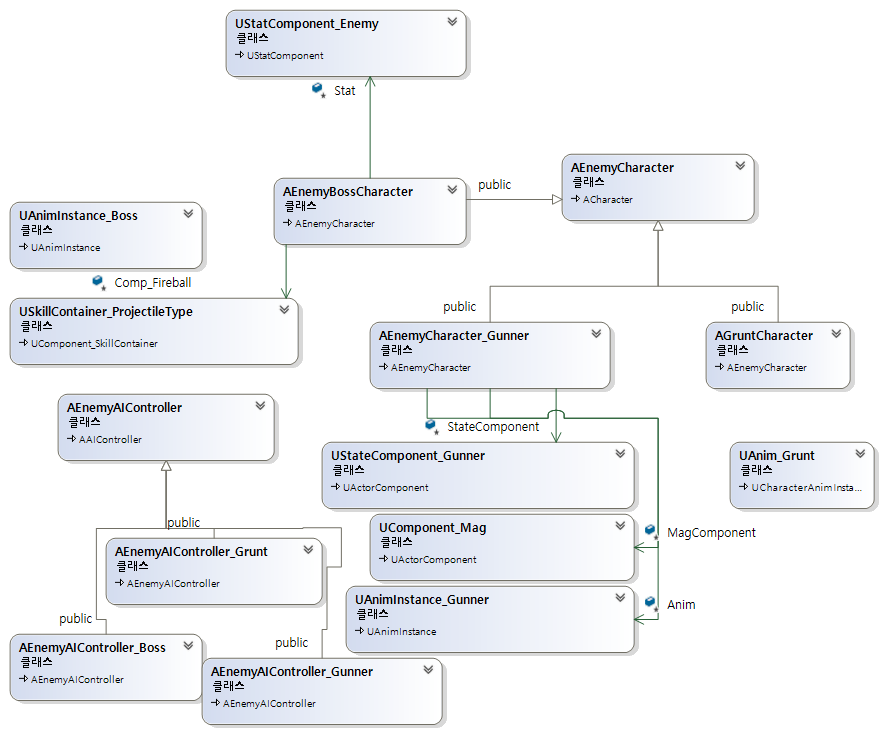 UStatComponent_Enemy
클래스
UStatComponent
Stat
AEnemyCharacter
클래스
ACharacter
AEnemyBossCharacter
클래스
AEnemyCharacter
public
UAnimInstance_Boss
클래스
UAnimInstance
Comp_Fireball
USkillContainer_ProjectileType
클래스
UComponent_SkillContainer
public
public
AEnemyCharacter_Gunner
클래스
AEnemyCharacter
AGruntCharacter
클래스
AEnemyCharacter
AEnemyAIController
클래스
AAIController
StateComponent
UStateComponent_Gunner
클래스
UActorComponent
UAnim_Grunt
클래스
UCharacterAnimInsta...
public
UComponent_Mag
클래스
UActorComponent
MagComponent
AEnemyAIController_Grunt
클래스
AEnemyAIController
UAnimInstance_Gunner
클래스
UAnimInstance
Anim
public
public
AEnemyAIController_Boss
클래스
AEnemyAIController
AEnemyAIController_Gunner
클래스
AEnemyAIController